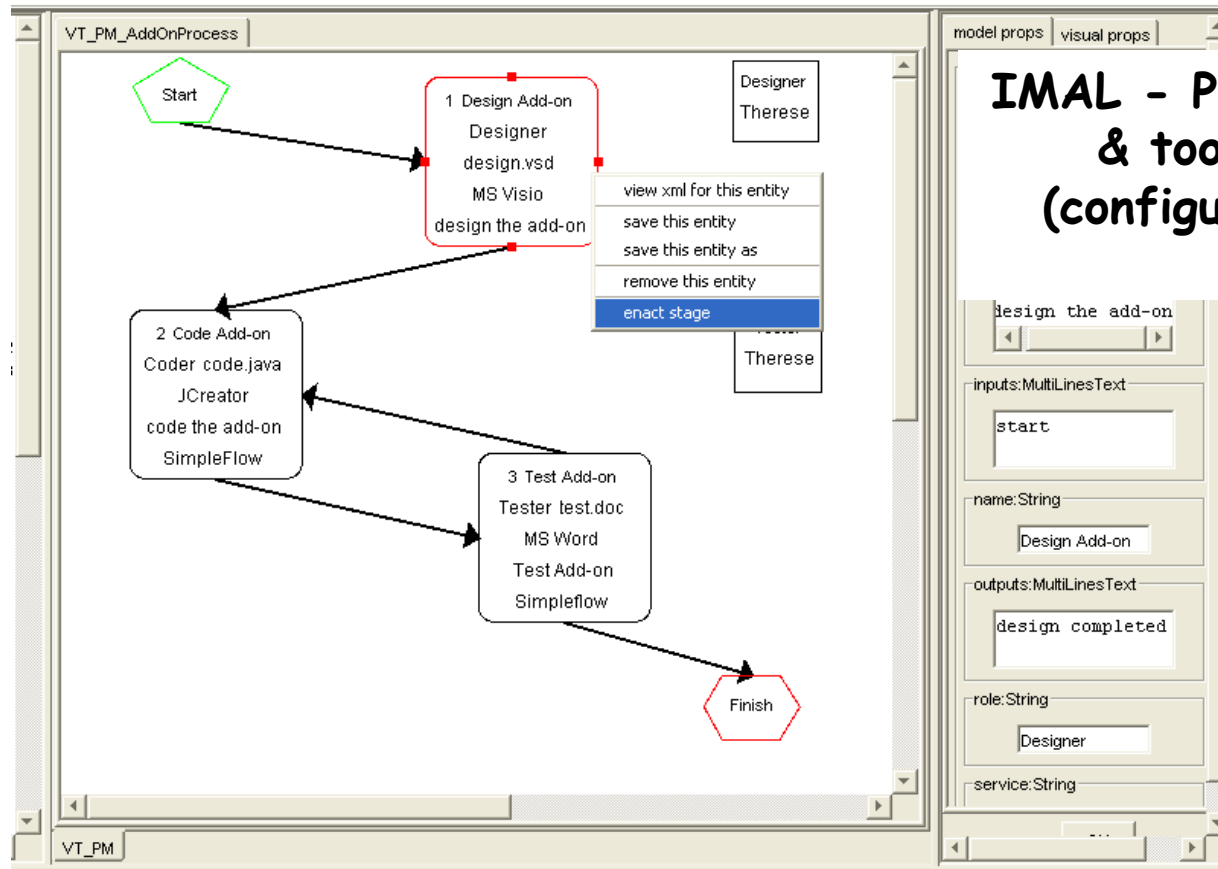 VT_PM_AddOnProcess
Start
1 Design Add-on
Designer
design.vsd
MS Visio
design the add-on
Designer
Therese
view xml for this entity
save this entity
save this entity as
remove this entity
enact stage
Therese
2 Code Add-on
Coder code.java
JCreator
code the add-on
SimpleFlow
3 Test Add-on
Tester test.doc
MS Word
Test Add-on
Simpleflow
Finish
VT_PM
model props
visual props
IMAL - P
& too
(configu
design the add-on
inputs:MultiLinesText
start
name:String
Design Add-on
outputs:MultiLinesText
design completed
role:String
Designer
service:String